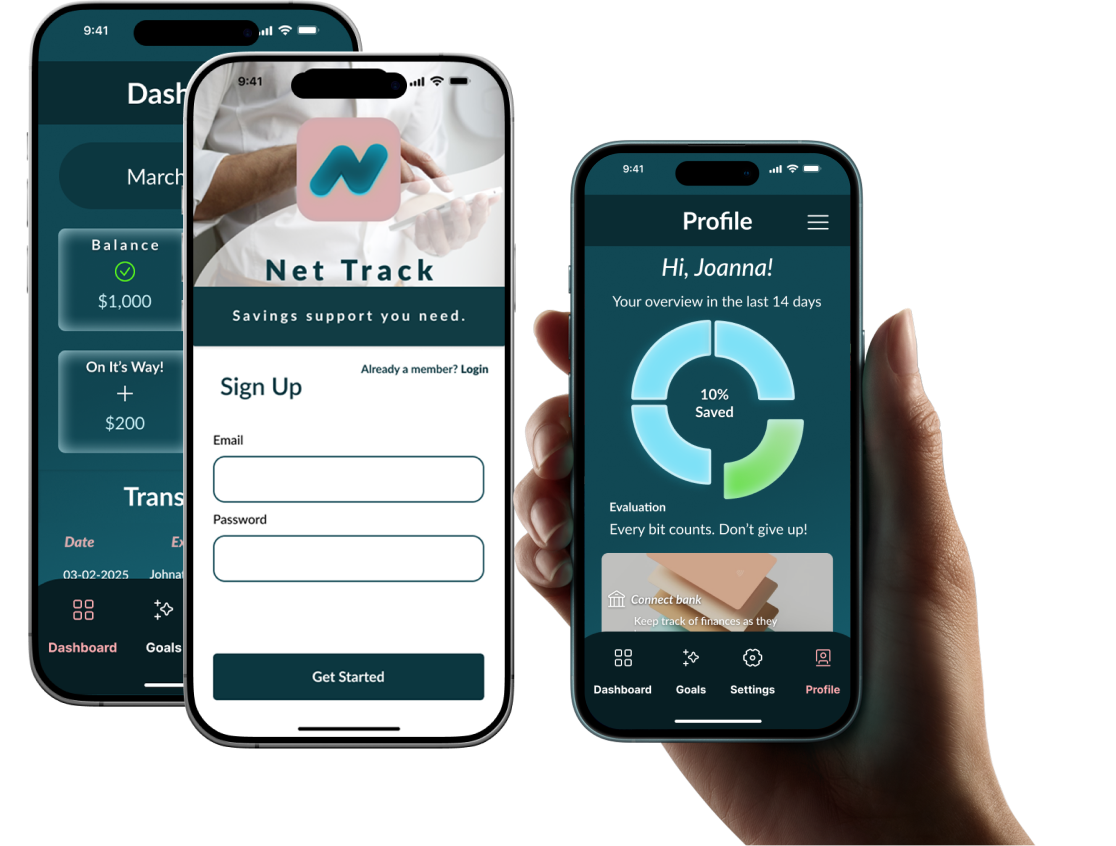 9:41
Dash
March
Balance
$1,000
On It's Way!
+
$200
Trans
Date Ex
03-02-2025 Johnat
Dashboard Goals
9:41
Net Track
Savings support you need.
Already a member? Login
Sign Up
Email
Password
Get Started
9:41
Profile
Hi, Joanna!
Your overview in the last 14 days
10%
Saved
Evaluation
Every bit counts. Don't give up!
Connect bank
Keep track of finances as they
Dashboard Goals Settings Profile